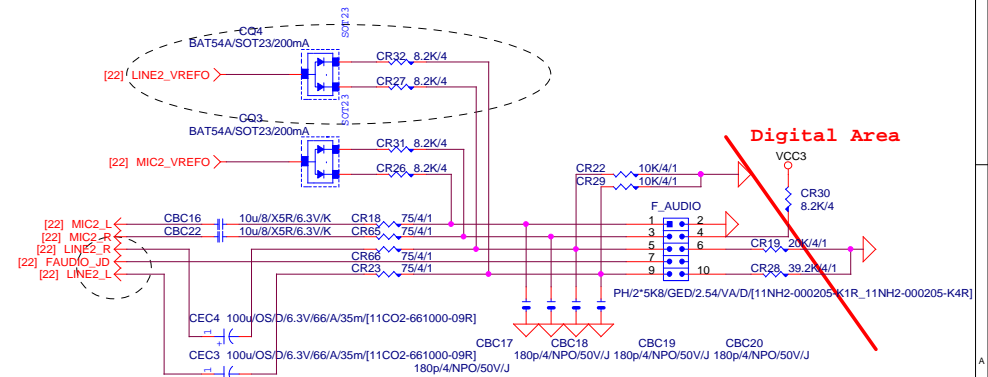 SOT23
CQ4
BAT54A/SOT23/200mA
[22] LINE2_VREFO
CR32 8.2K/4
CR27 8.2K/4
SOT23
CQ3
BAT54A/SOT23/200mA
[22] MIC2_VREFO
CR31 8.2K/4
CR26 8.2K/4
Digital Area
VCC3
CR30
8.2K/4
CR22 10K/4/1
CR29 10K/4/1
F_AUDIO
[22] MIC2_L
[22] MIC2_R
[22] LINE2_R
[22] FAUDO_JD
[22] LINE2_L
CBC16 10u/8/X5R/6.3V/K
CBC22 10u/8/X5R/6.3V/K
CR18 75/4/1
CR65 75/4/1
CR66 75/4/1
CR23 75/4/1
1 2
3 4
5 6
7
9 10
CR19 20K/4/1
CR28 39.2K/4/1
PH/2*5K8/GED/2.54/VA/D/[11NH2-000205-K1R_11NH2-000205-K4R]
CEC4 100u/OS/D/6.3V/66/A/35m/[11CO2-661000-09R]
1 +
CEC3 100u/OS/D/6.3V/66/A/35m/[11CO2-661000-09R]
1 +
CBC17 CBC18 CBC19 CBC20
180p/4/NPO/50V/J 180p/4/NPO/50V/J 180p/4/NPO/50V/J
180p/4/NPO/50V/J
A